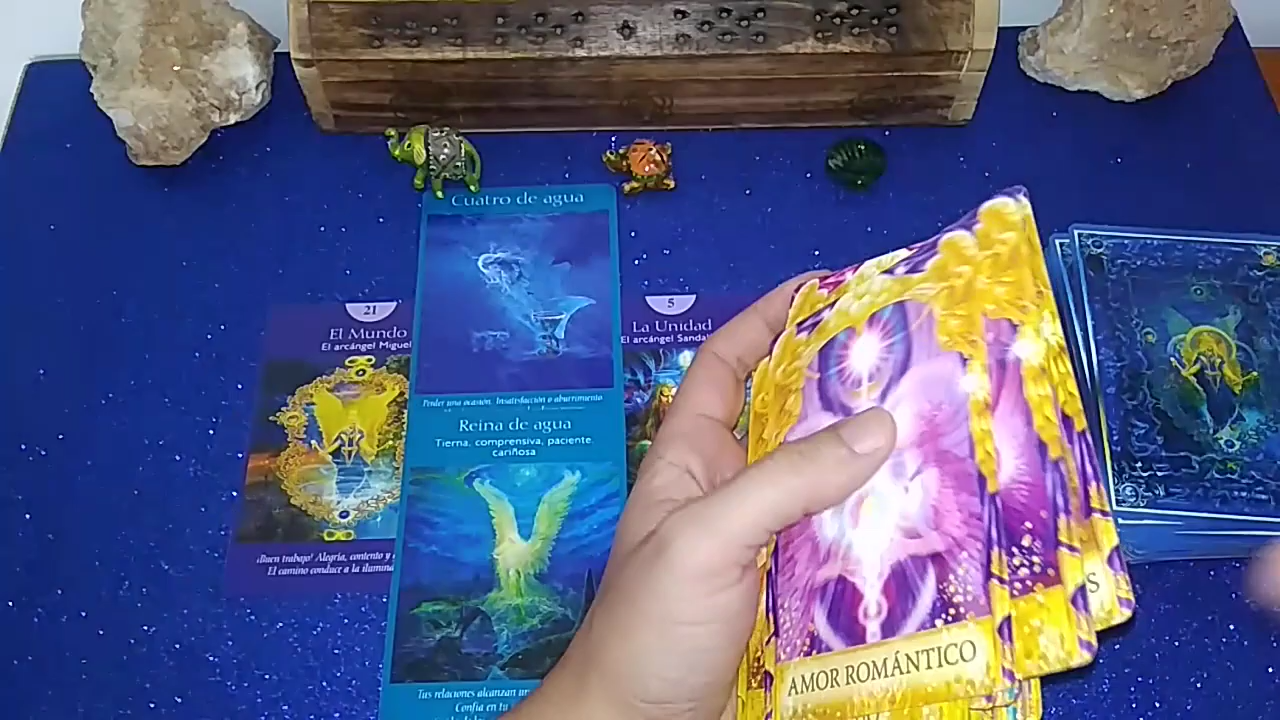 Cuatro de agua
Perder una ocasión. Insatisfacción o aburrimiento
21
El Mundo
El arcángel Miguel
¡Buen trabajo! Alegría, contento y
El camino conduce a la ilumina
Reina de agua
Tierna, comprensiva, paciente,
cariñosa
Tus relaciones alcanzan un
Confía en tu
5
La Unidad
El arcángel Sandal
AMOR ROMÁNTICO
S